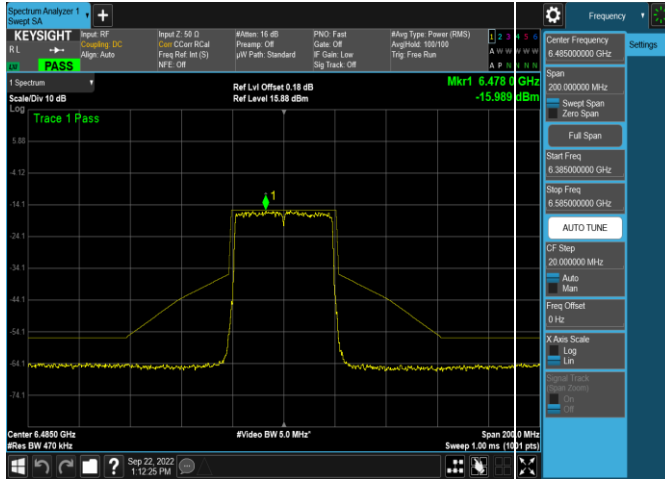 Spectrum Analyzer 1
Swept SA
+
Frequency
KEYSIGHT
R L
PASS
Input: RF
Coupling: DC
Align: Auto
Input Z: 50 Ω
Corr CCorr RCal
Freq Ref: Int (S)
NFE: Off
#Atten: 16 dB
Preamp: Off
µW Path: Standard
PNO: Fast
Gate: Off
IF Gain: Low
Sig Track: Off
#Avg Type: Power (RMS)
Avg|Hold: 100/100
Trig: Free Run
1 2 3 4 5 6
A W W W W W
A P N N N N
1 Spectrum
Scale/Div 10 dB
Log
Ref Lvl Offset 0.18 dB
Ref Level 15.88 dBm
Mkr1 6.478 0 GHz
-15.989 dBm
Trace 1 Pass
1
5.88
-4.12
-14.1
-24.1
-34.1
-44.1
-54.1
-64.1
-74.1
Center 6.4850 GHz
#Res BW 470 kHz
#Video BW 5.0 MHz*
Span 200.0 MHz
Sweep 1.00 ms (1001 pts)
Sep 22, 2022
1:12:25 PM
?
Settings
Center Frequency
6.485000000 GHz
Span
200.000000 MHz
Swept Span
Zero Span
Full Span
Start Freq
6.385000000 GHz
Stop Freq
6.585000000 GHz
AUTO TUNE
CF Step
20.000000 MHz
Auto
Man
Freq Offset
0 Hz
X Axis Scale
Log
Lin
Signal Track
(Span Zoom)
On
Off